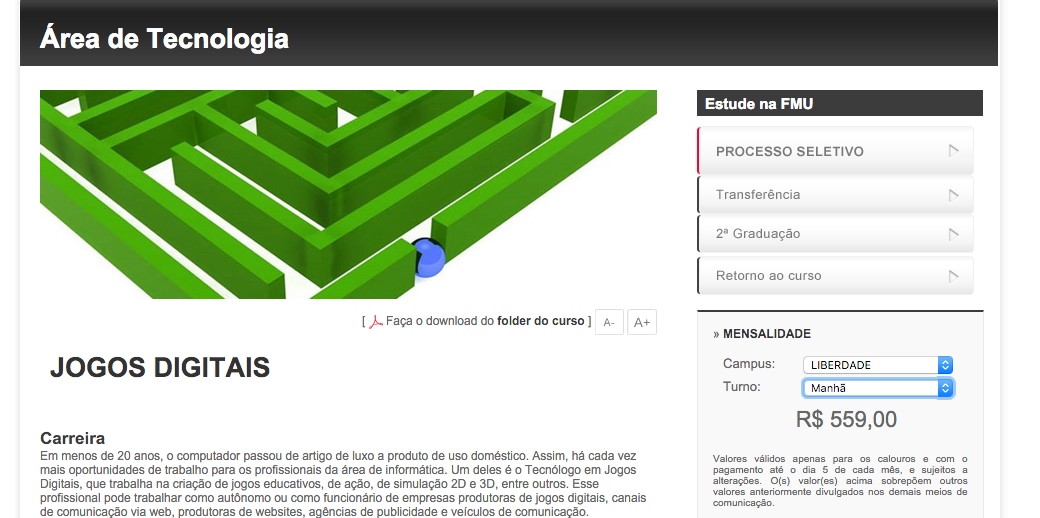 Área de Tecnologia
Estude na FMU
PROCESSO SELETIVO
Transferência
2ª Graduação
Retorno ao curso
[ Faça o download do folder do curso ] A- A+
» MENSALIDADE
Campus: LIBERDADE
Turno: Manhã
R$ 559,00
Valores válidos apenas para os calouros e com o
pagamento até o dia 5 de cada mês, e sujeitos a
alterações. O(s) valor(es) acima sobrepõem outros
valores anteriormente divulgados nos demais meios de
comunicação.
JOGOS DIGITAIS
Carreira
Em menos de 20 anos, o computador passou de artigo de luxo a produto de uso doméstico. Assim, há cada vez
mais oportunidades de trabalho para os profissionais da área de informática. Um deles é o Tecnólogo em Jogos
Digitais, que trabalha na criação de jogos educativos, de ação, de simulação 2D e 3D, entre outros. Esse
profissional pode trabalhar como autônomo ou como funcionário de empresas produtoras de jogos digitais, canais
de comunicação via web, produtoras de websites, agências de publicidade e veículos de comunicação.